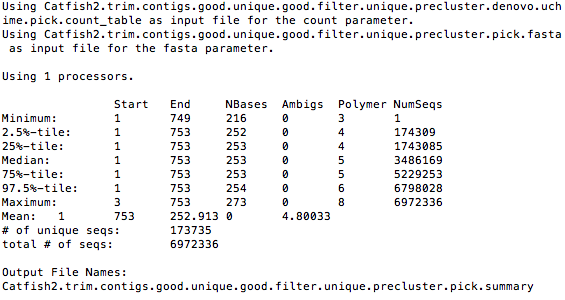 Using Catfish2.trim.contigs.good.unique.good.filter.unique.precluster.denovo.uch
ime.pick.count_table as input file for the count parameter.
Using Catfish2.trim.contigs.good.unique.good.filter.unique.precluster.pick.fasta
as input file for the fasta parameter.
Using 1 processors.
Start End NBases Ambigs Polymer NumSeqs
Minimum: 1 749 216 0 3 1
2.5%-tile: 1 753 252 0 4 174309
25%-tile: 1 753 253 0 4 1743085
Median: 1 753 253 0 5 3486169
75%-tile: 1 753 253 0 5 5229253
97.5%-tile: 1 753 254 0 6 6798028
Maximum: 3 753 273 0 8 6972336
Mean: 1 753 252.913 0 4.80033
# of unique seqs: 173735
total # of seqs: 6972336
Output File Names:
Catfish2.trim.contigs.good.unique.good.filter.unique.precluster.pick.summary